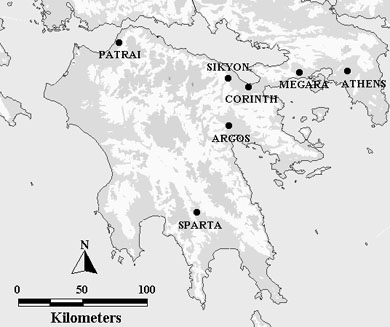 PATRAI
SIKYON
CORINTH
MEGARA
ATHENS
ARGOS
SPARTA
N
0 50 100
Kilometers